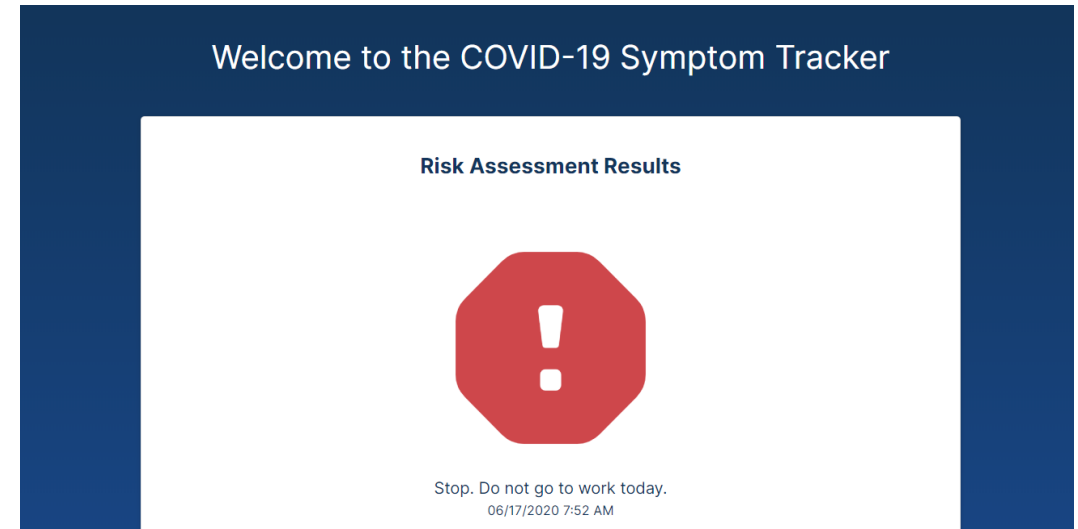 Welcome to the COVID-19 Symptom Tracker
Risk Assessment Results
!
Stop. Do not go to work today.
06/17/2020 7:52 AM